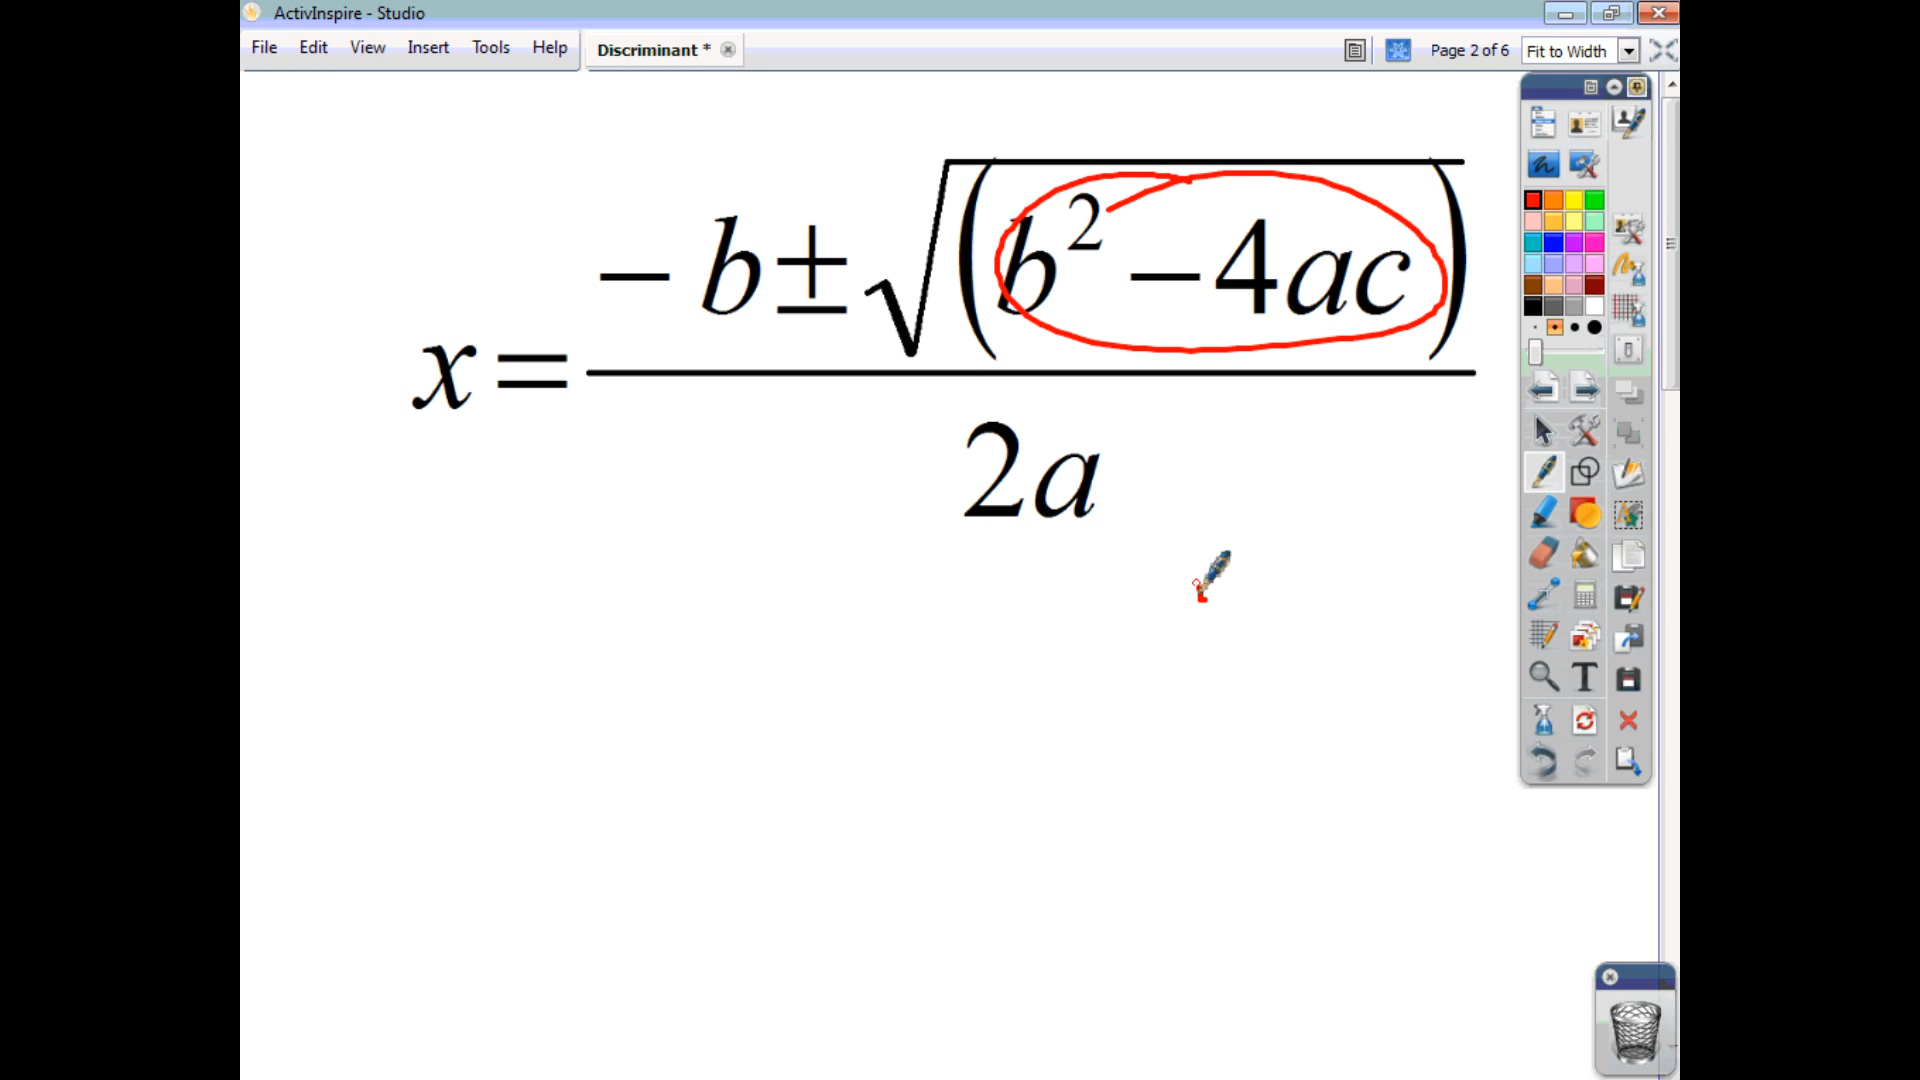 ActivInspire - Studio
File Edit View Insert Tools Help
Discriminant *
Page 2 of 6
Fit to Width
x = (- b ± √(b² - 4ac)) / 2a